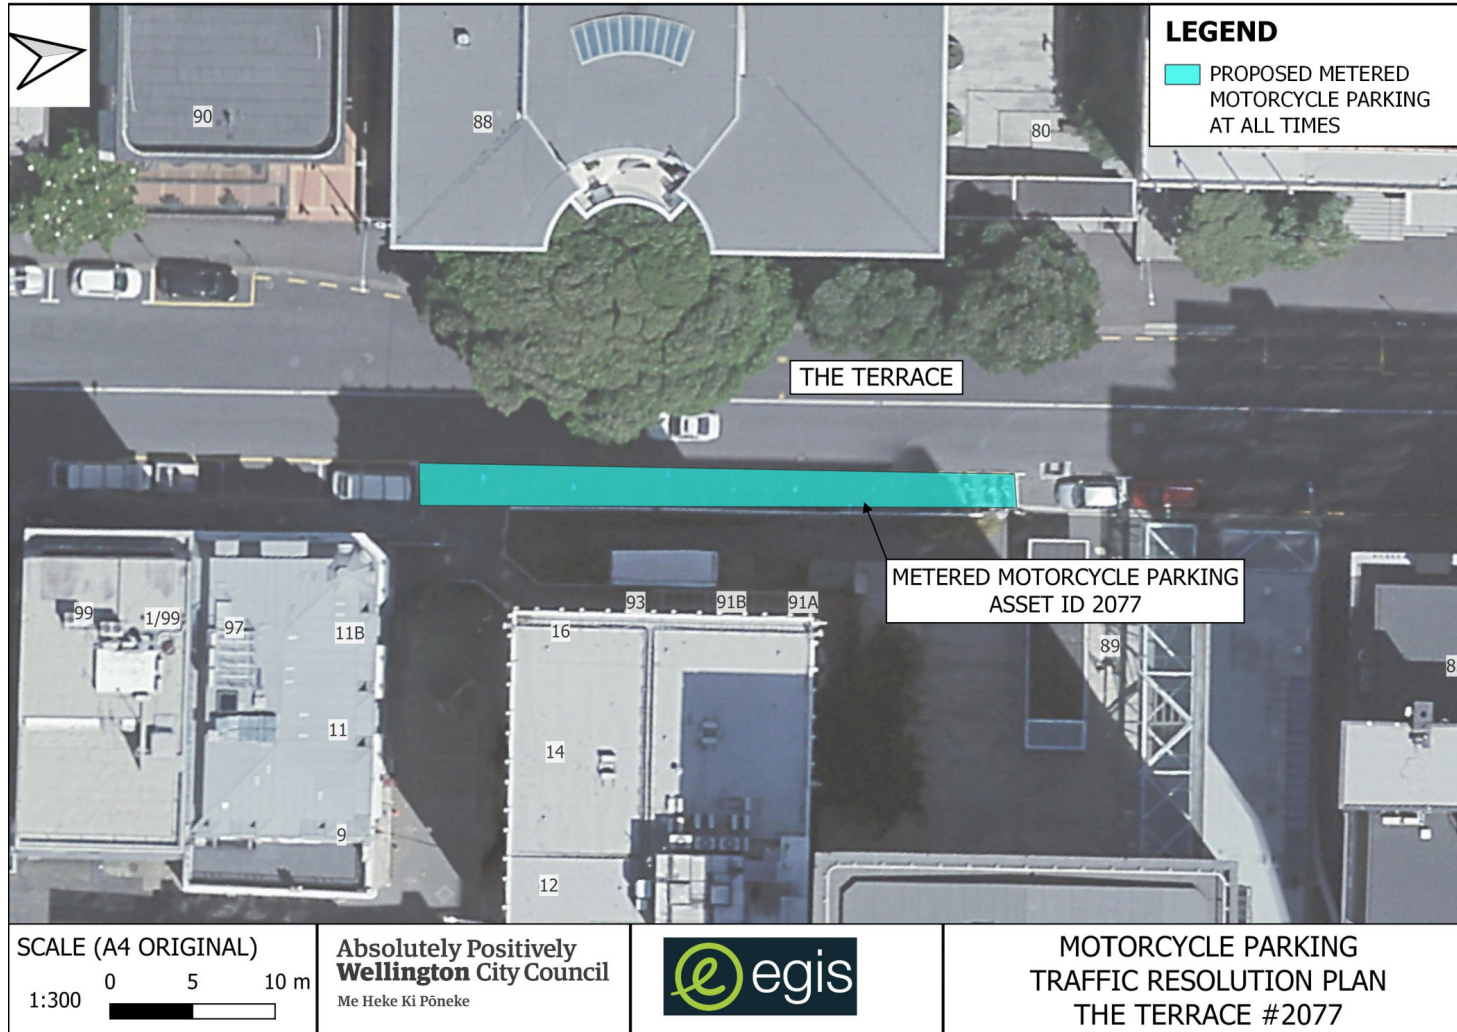 LEGEND
PROPOSED METERED
MOTORCYCLE PARKING
AT ALL TIMES
90
88
80
THE TERRACE
METERED MOTORCYCLE PARKING
ASSET ID 2077
99
1/99
97
11B
93
91B
91A
16
89
8
11
14
9
12
SCALE (A4 ORIGINAL)
0 5 10 m
1:300
Absolutely Positively
Wellington City Council
Me Heke Ki Pōneke
egis
MOTORCYCLE PARKING
TRAFFIC RESOLUTION PLAN
THE TERRACE #2077